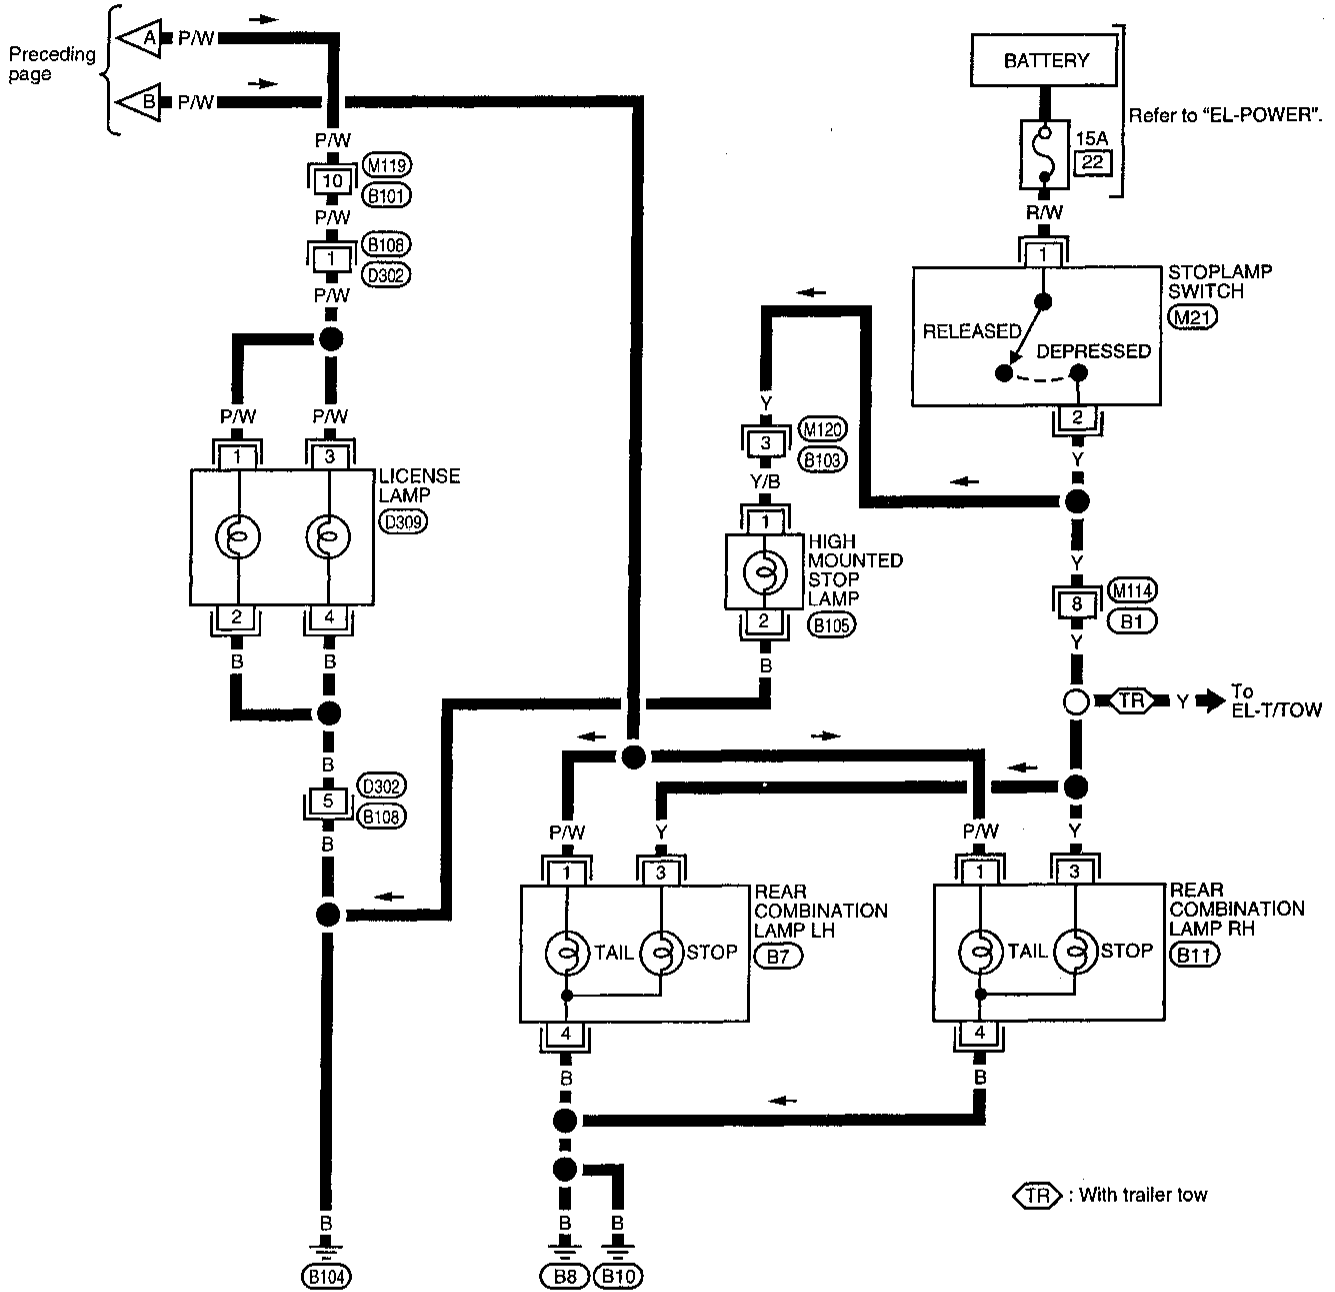 Preceding
page
A P/W
B P/W
P/W
10
M119
B101
P/W
1
B108
D302
P/W
P/W P/W
1 3
LICENSE
LAMP
D309
2 4
B B
B
5
D302
B108
B
B
B104
BATTERY
Refer to "EL-POWER".
15A
22
R/W
1
STOPLAMP
SWITCH
M21
RELEASED
DEPRESSED
2
Y
Y
3
M120
B103
Y/B
1
HIGH
MOUNTED
STOP
LAMP
B105
2
B
Y
8
M114
B1
Y
TR Y
To
EL-T/TOW
P/W Y
1 3
REAR
COMBINATION
LAMP LH
B7
TAIL STOP
4
B
P/W Y
1 3
REAR
COMBINATION
LAMP RH
B11
TAIL STOP
4
B
B B
B8 B10
TR : With trailer tow